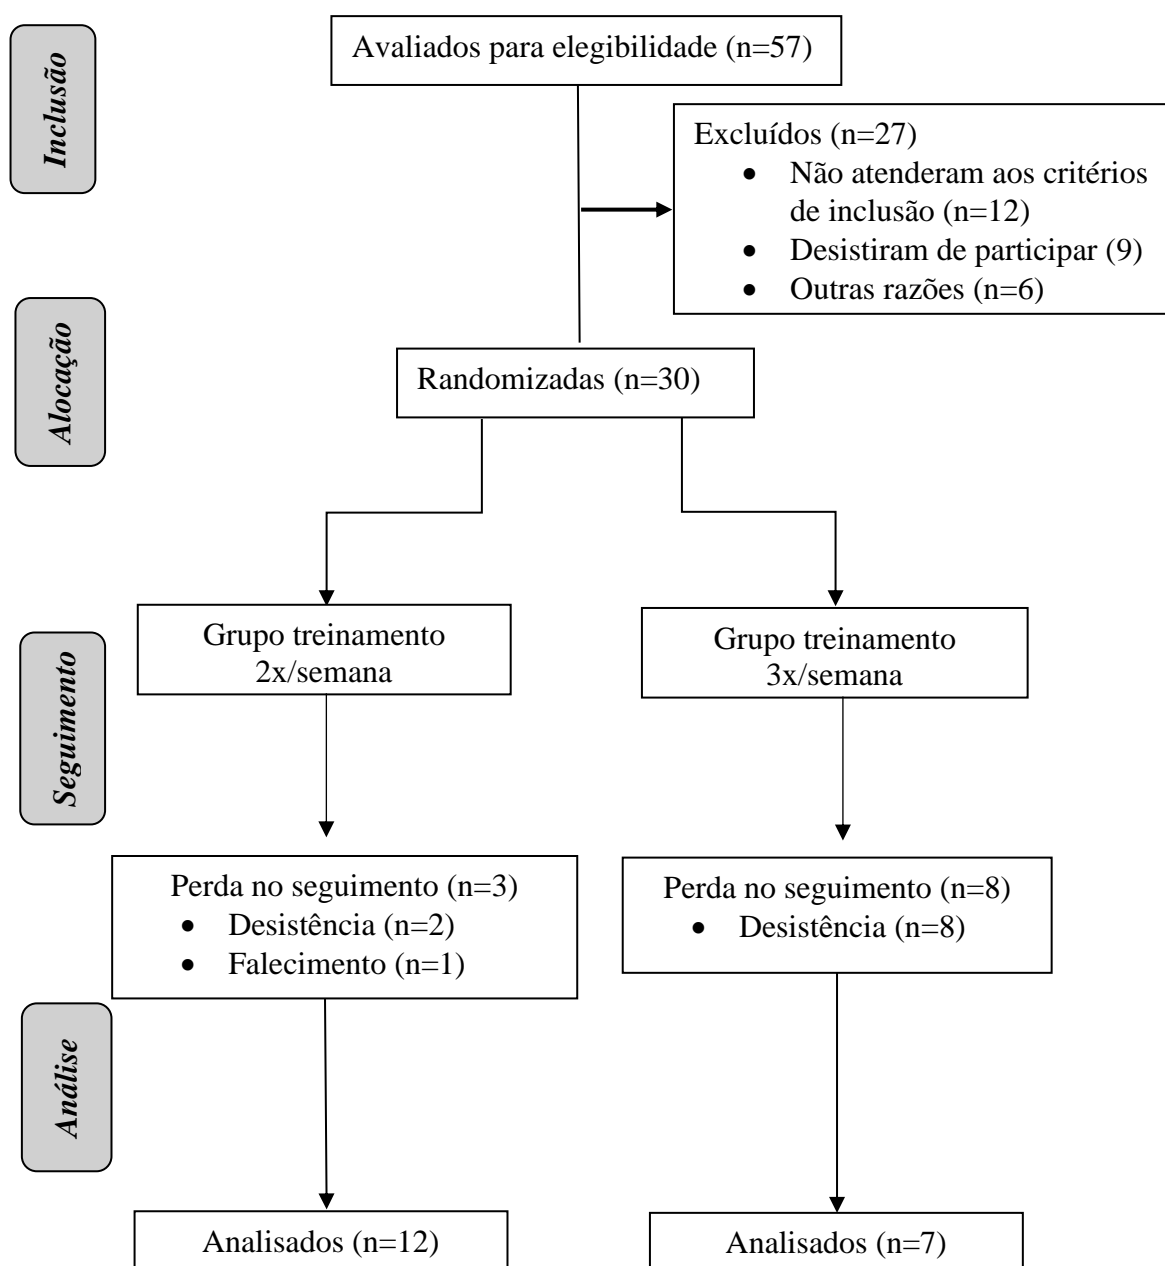 Inclusão
Avaliados para elegibilidade (n=57)
Excluídos (n=27)
• Não atenderam aos critérios
de inclusão (n=12)
• Desistiram de participar (9)
• Outras razões (n=6)
Alocação
Randomizadas (n=30)
Seguimento
Grupo treinamento
2x/semana
Grupo treinamento
3x/semana
Perda no seguimento (n=3)
• Desistência (n=2)
• Falecimento (n=1)
Perda no seguimento (n=8)
• Desistência (n=8)
Análise
Analisados (n=12)
Analisados (n=7)